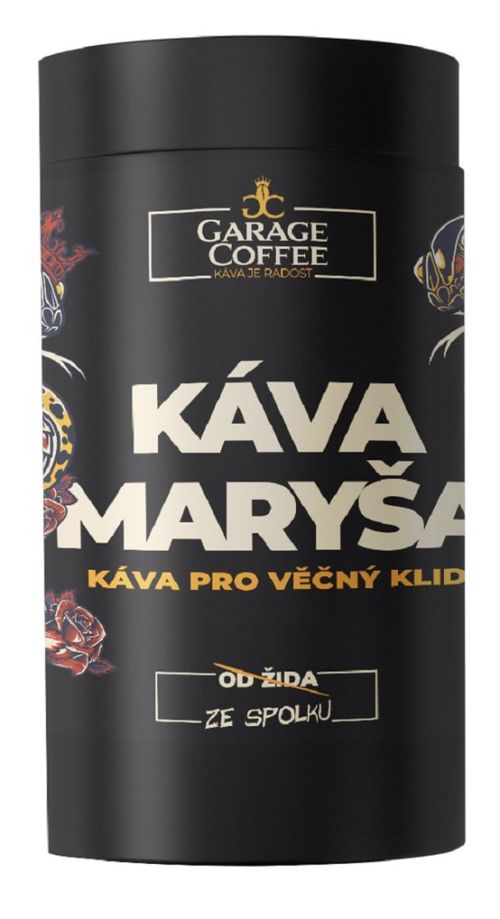 GARAGE
COFFEE
KÁVA JE RADOST
KÁVA
MARYŠA
KÁVA PRO VĚČNÝ KLID
OD ŽIDA
ZE SPOLKU